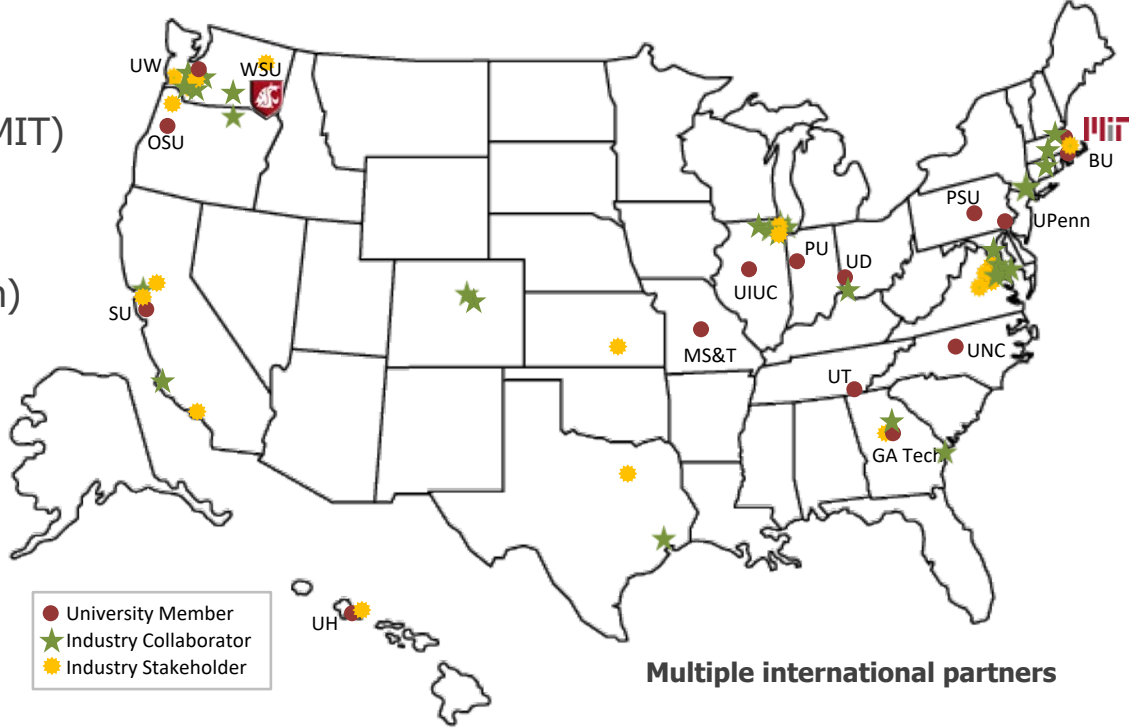 UW
WSU
MIT)
OSU
MiT
BU
PSU
UPenn
PU
UD
UIUC
SU
MS&T
UNC
UT
GA Tech
University Member
Industry Collaborator
Industry Stakeholder
UH
Multiple international partners